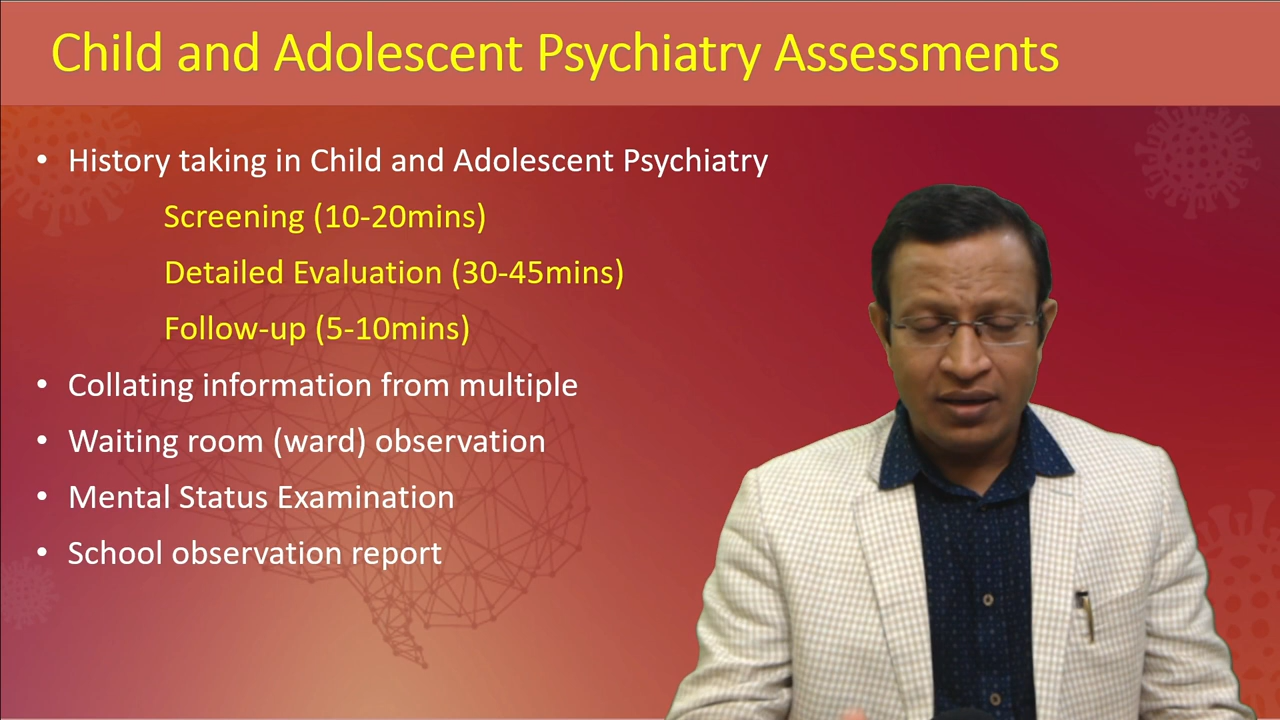 Child and Adolescent Psychiatry Assessments
• History taking in Child and Adolescent Psychiatry
Screening (10-20mins)
Detailed Evaluation (30-45mins)
Follow-up (5-10mins)
• Collating information from multiple
• Waiting room (ward) observation
• Mental Status Examination
• School observation report